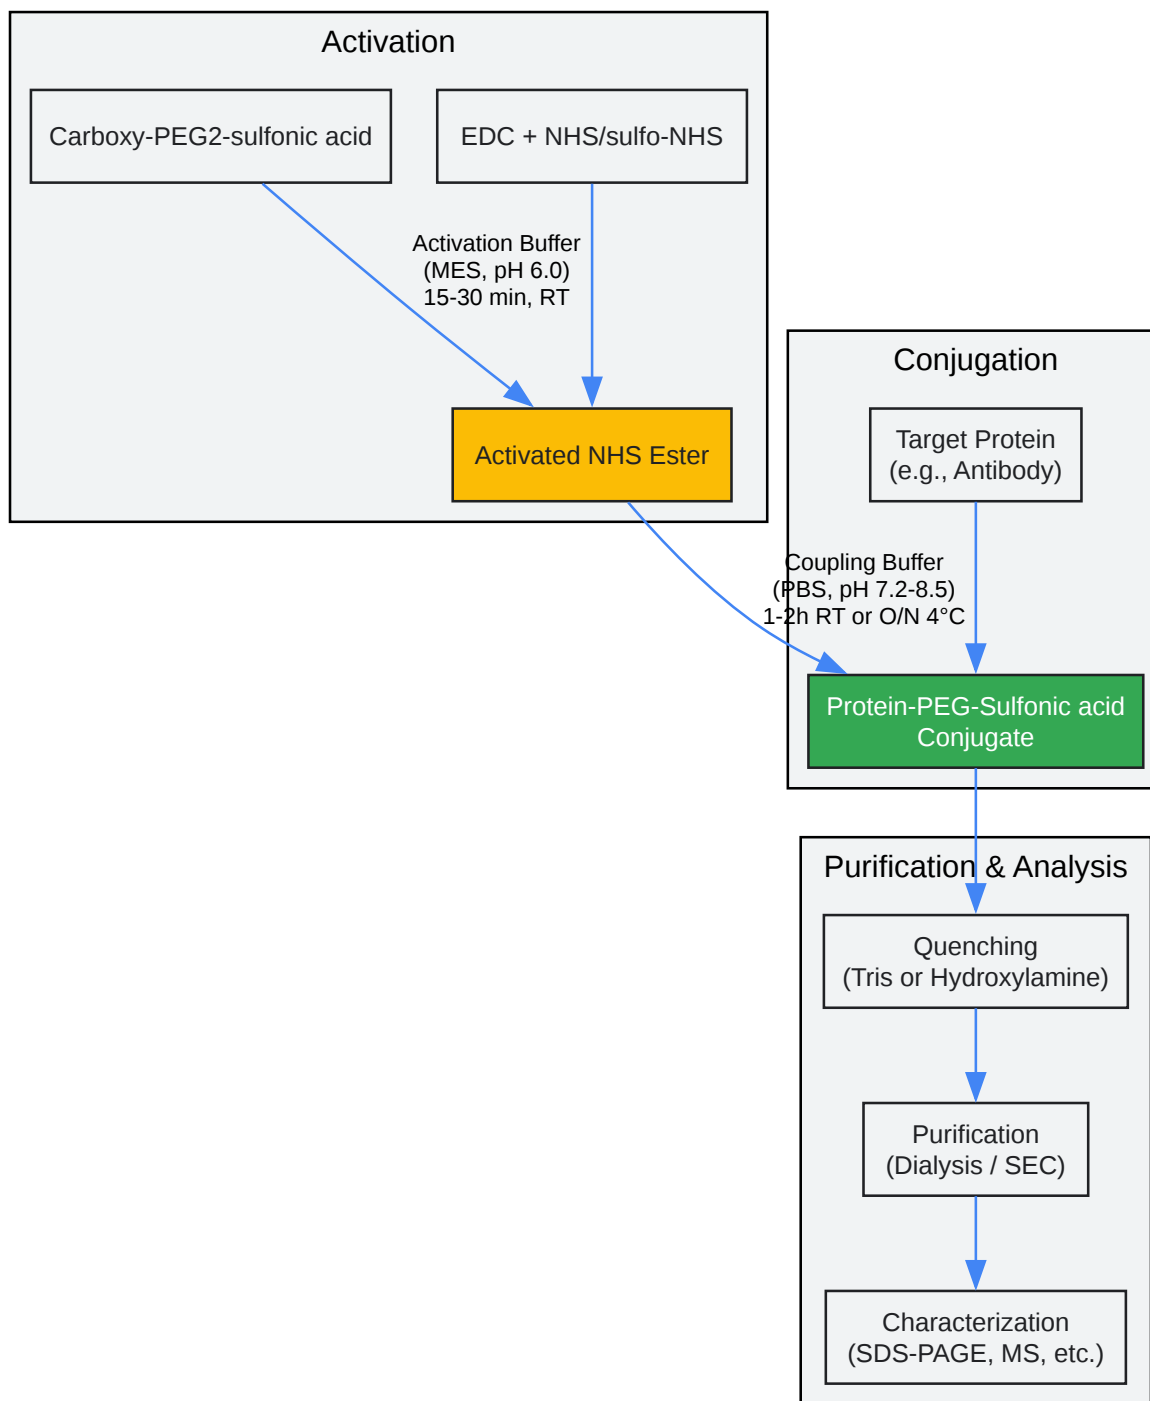 Activation
Carboxy-PEG2-sulfonic acid
EDC + NHS/sulfo-NHS
Activation Buffer
(MES, pH 6.0)
15-30 min, RT
Activated NHS Ester
Conjugation
Target Protein
(e.g., Antibody)
Coupling Buffer
(PBS, pH 7.2-8.5)
1-2h RT or O/N 4°C
Protein-PEG-Sulfonic acid
Conjugate
Purification & Analysis
Quenching
(Tris or Hydroxylamine)
Purification
(Dialysis / SEC)
Characterization
(SDS-PAGE, MS, etc.)